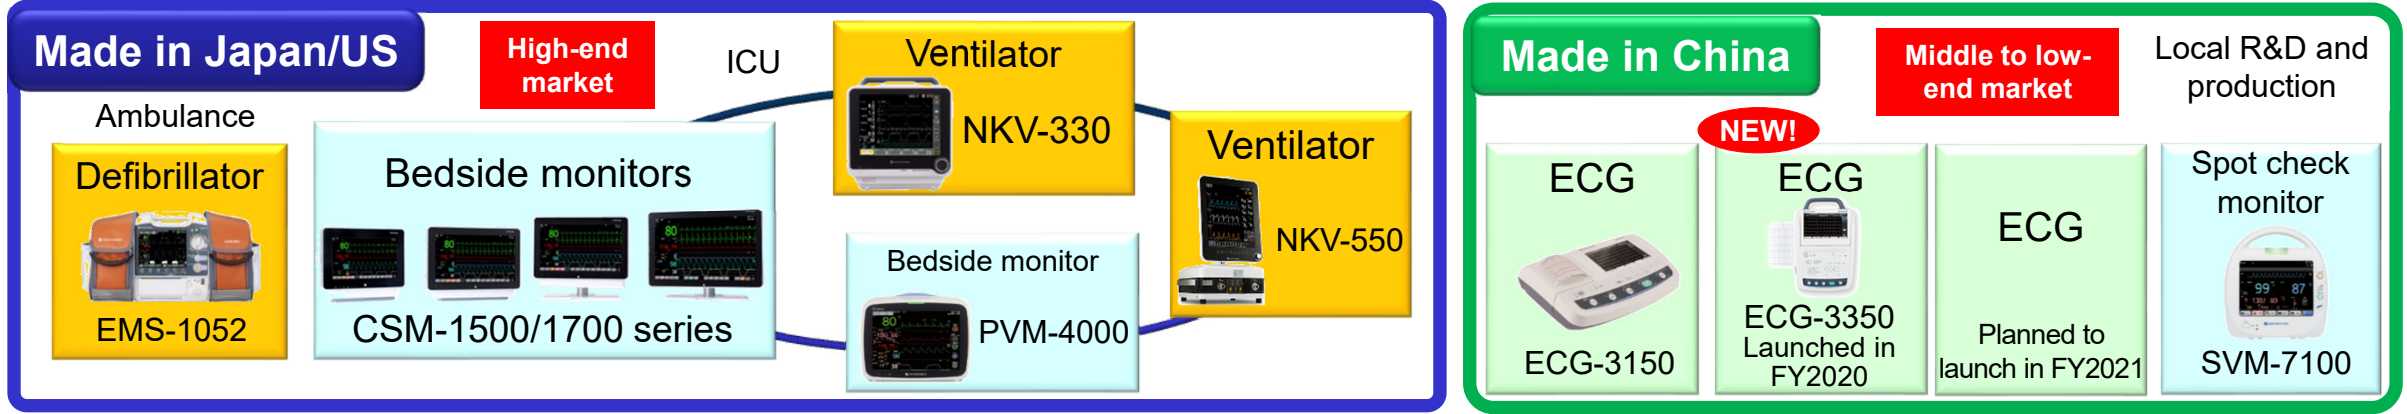 Made in Japan/US
High-end
market
ICU
Ambulance
Defibrillator
EMS-1052
Bedside monitors
CSM-1500/1700 series
Ventilator
NKV-330
Ventilator
NKV-550
Bedside monitor
PVM-4000
Made in China
Middle to low-
end market
Local R&D and
production
ECG
ECG-3150
NEW!
ECG
ECG-3350
Launched in
FY2020
ECG
Planned to
launch in FY2021
Spot check
monitor
99 87
SVM-7100